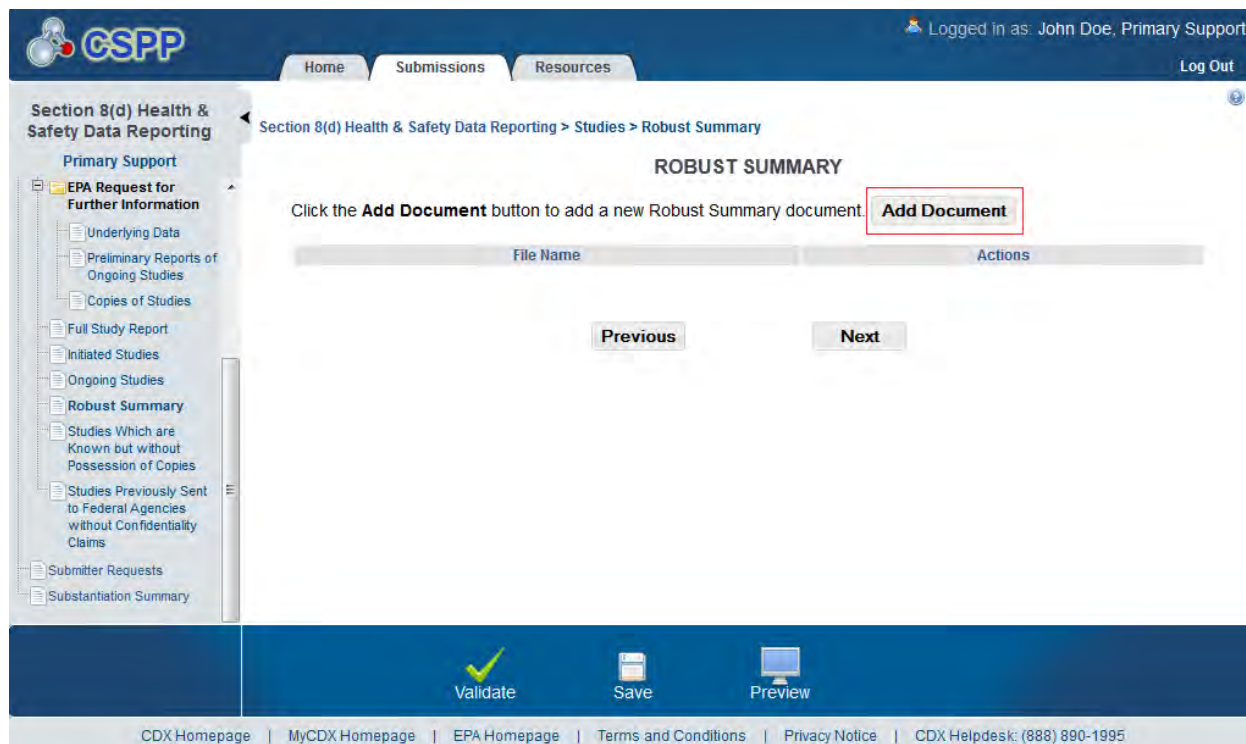 CSPP
Logged in as: John Doe, Primary Support
Home
Submissions
Resources
Log Out
Section 8(d) Health &
Safety Data Reporting
Primary Support
EPA Request for
Further Information
Underlying Data
Preliminary Reports of
Ongoing Studies
Copies of Studies
Full Study Report
Initiated Studies
Ongoing Studies
Robust Summary
Studies Which are
Known but without
Possession of Copies
Studies Previously Sent
to Federal Agencies
without Confidentiality
Claims
Submitter Requests
Substantiation Summary
Section 8(d) Health & Safety Data Reporting > Studies > Robust Summary
ROBUST SUMMARY
Click the Add Document button to add a new Robust Summary document. Add Document
File Name
Actions
Previous
Next
Validate
Save
Preview
CDX Homepage | MyCDX Homepage | EPA Homepage | Terms and Conditions | Privacy Notice | CDX Helpdesk: (888) 890-1995